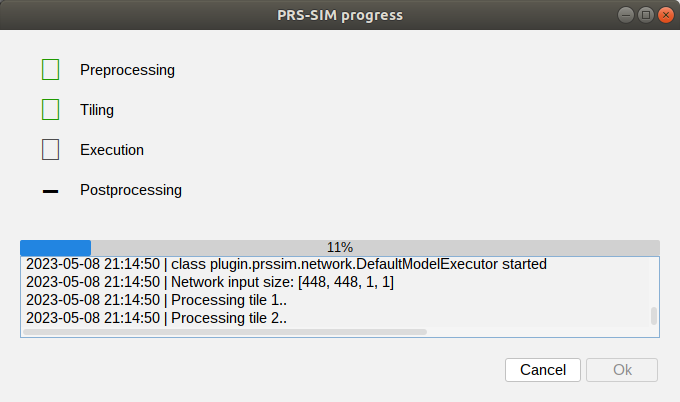 PRS-SIM progress
Preprocessing
Tiling
Execution
Postprocessing
11%
2023-05-08 21:14:50 | class plugin.prssim.network.DefaultModelExecutor started
2023-05-08 21:14:50 | Network input size: [448, 448, 1, 1]
2023-05-08 21:14:50 | Processing tile 1..
2023-05-08 21:14:50 | Processing tile 2..
Cancel Ok